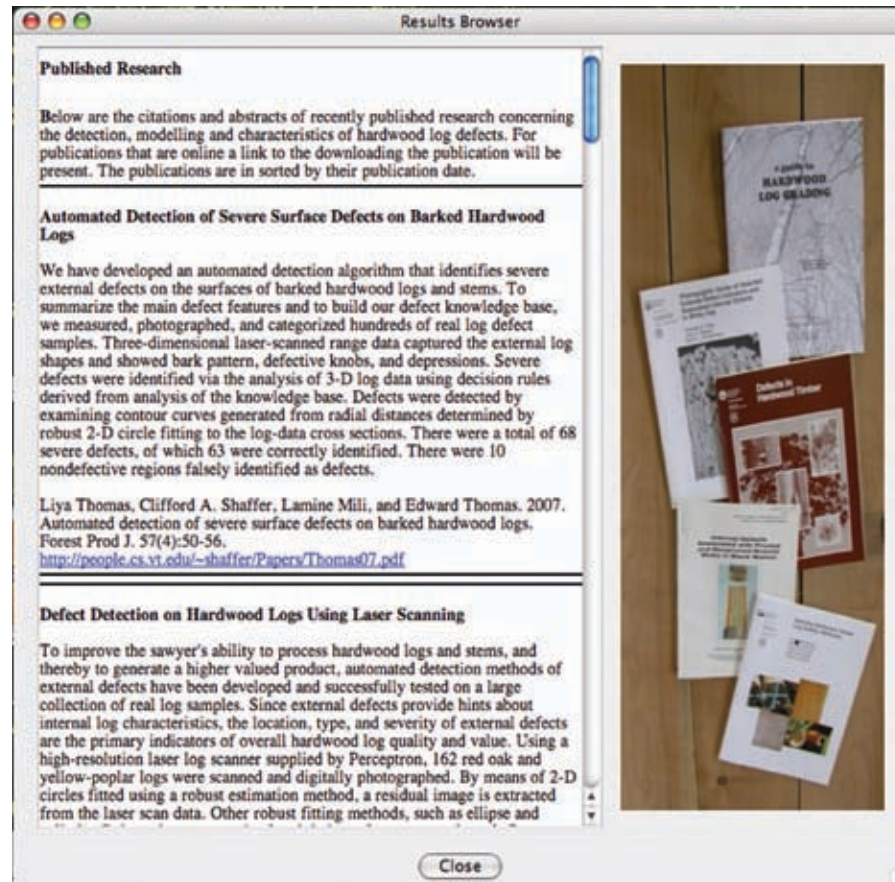 Results Browser
Published Research
Below are the citations and abstracts of recently published research concerning
the detection, modelling and characteristics of hardwood log defects. For
publications that are online a link to the downloading the publication will be
present. The publications are in sorted by their publication date.
Automated Detection of Severe Surface Defects on Barked Hardwood
Logs
We have developed an automated detection algorithm that identifies severe
external defects on the surfaces of barked hardwood logs and stems. To
summarize the main defect features and to build our defect knowledge base,
we measured, photographed, and categorized hundreds of real log defect
samples. Three-dimensional laser-scanned range data captured the external log
shapes and showed bark pattern, defective knobs, and depressions. Severe
defects were identified via the analysis of 3-D log data using decision rules
derived from analysis of the knowledge base. Defects were detected by
examining contour curves generated from radial distances determined by
robust 2-D circle fitting to the log-data cross sections. There were a total of 68
severe defects, of which 63 were correctly identified. There were 10
nondefective regions falsely identified as defects.
Liya Thomas, Clifford A. Shaffer, Lamine Mili, and Edward Thomas. 2007.
Automated detection of severe surface defects on barked hardwood logs.
Forest Prod J. 57(4):50-56.
http://people.cs.vt.edu/~shaffer/Papers/Thomas07.pdf
Defect Detection on Hardwood Logs Using Laser Scanning
To improve the sawyer's ability to process hardwood logs and stems, and
thereby to generate a higher valued product, automated detection methods of
external defects have been developed and successfully tested on a large
collection of real log samples. Since external defects provide hints about
internal log characteristics, the location, type, and severity of external defects
are the primary indicators of overall hardwood log quality and value. Using a
high-resolution laser log scanner supplied by Perceptron, 162 red oak and
yellow-poplar logs were scanned and digitally photographed. By means of 2-D
circles fitted using a robust estimation method, a residual image is extracted
from the laser scan data. Other robust fitting methods, such as ellipse and
a guide to
HARDWOOD
LOG GRADING
Defects in
Hardwood Timber
Close